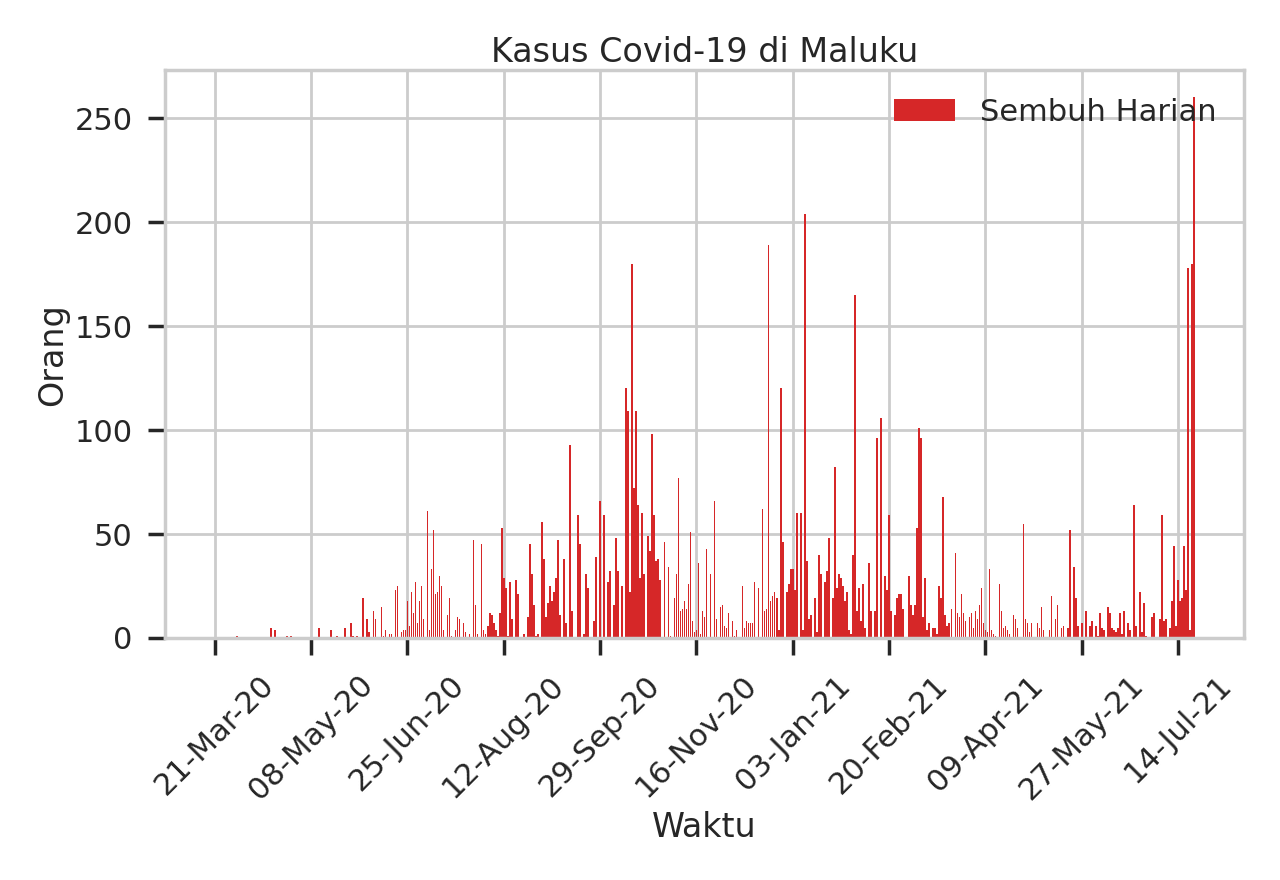 Kasus Covid-19 di Maluku
Sembuh Harian
Orang
250
200
150
100
50
0
21-Mar-20
08-May-20
25-Jun-20
12-Aug-20
29-Sep-20
16-Nov-20
03-Jan-21
20-Feb-21
09-Apr-21
27-May-21
14-Jul-21
Waktu